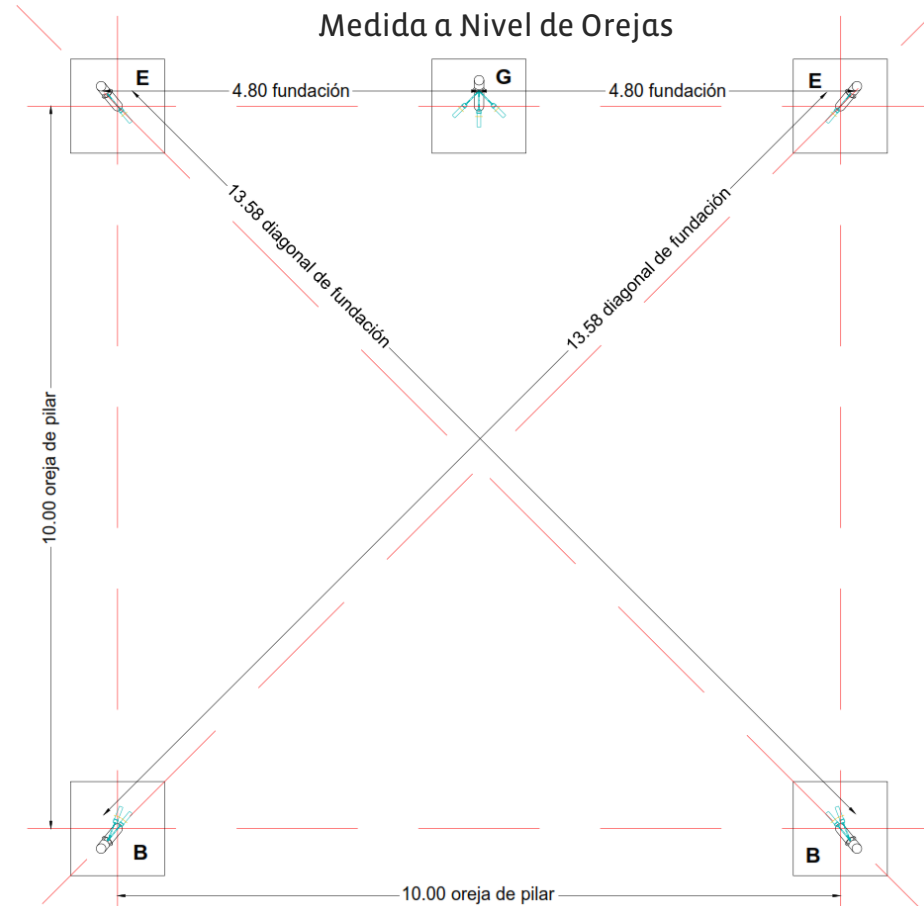 Medida a Nivel de Orejas
E
G
E
4.80 fundación
4.80 fundación
13.58 diagonal de fundación
13.58 diagonal de fundación
10.00 oreja de pilar
B
B
10.00 oreja de pilar